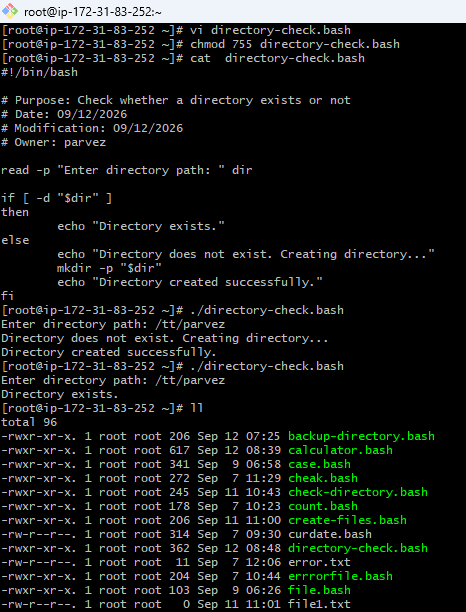 root@ip-172-31-83-252:~
[root@ip-172-31-83-252 ~]# vi directory-check.bash
[root@ip-172-31-83-252 ~]# chmod 755 directory-check.bash
[root@ip-172-31-83-252 ~]# cat  directory-check.bash
#!/bin/bash

# Purpose: Check whether a directory exists or not
# Date: 09/12/2026
# Modification: 09/12/2026
# Owner: parvez

read -p "Enter directory path: " dir

if [ -d "$dir" ]
then
        echo "Directory exists."
else
        echo "Directory does not exist. Creating directory..."
        mkdir -p "$dir"
        echo "Directory created successfully."
fi
[root@ip-172-31-83-252 ~]# ./directory-check.bash
Enter directory path: /tt/parvez
Directory does not exist. Creating directory...
Directory created successfully.
[root@ip-172-31-83-252 ~]# ./directory-check.bash
Enter directory path: /tt/parvez
Directory exists.
[root@ip-172-31-83-252 ~]# ll
total 96
-rwxr-xr-x. 1 root root 206 Sep 12 07:25 backup-directory.bash
-rwxr-xr-x. 1 root root 617 Sep 12 08:39 calculator.bash
-rwxr-xr-x. 1 root root 341 Sep  9 06:58 case.bash
-rwxr-xr-x. 1 root root 272 Sep  7 11:29 cheak.bash
-rwxr-xr-x. 1 root root 245 Sep 11 10:43 check-directory.bash
-rwxr-xr-x. 1 root root 178 Sep  7 10:23 count.bash
-rwxr-xr-x. 1 root root 206 Sep 11 11:00 create-files.bash
-rw-r--r--. 1 root root 314 Sep  7 09:30 curdate.bash
-rwxr-xr-x. 1 root root 362 Sep 12 08:48 directory-check.bash
-rw-r--r--. 1 root root  11 Sep  7 12:06 error.txt
-rwxr-xr-x. 1 root root 204 Sep  7 10:44 errrorfile.bash
-rwxr-xr-x. 1 root root 103 Sep  9 06:26 file.bash
-rw-r--r--. 1 root root   0 Sep 11 11:01 file1.txt